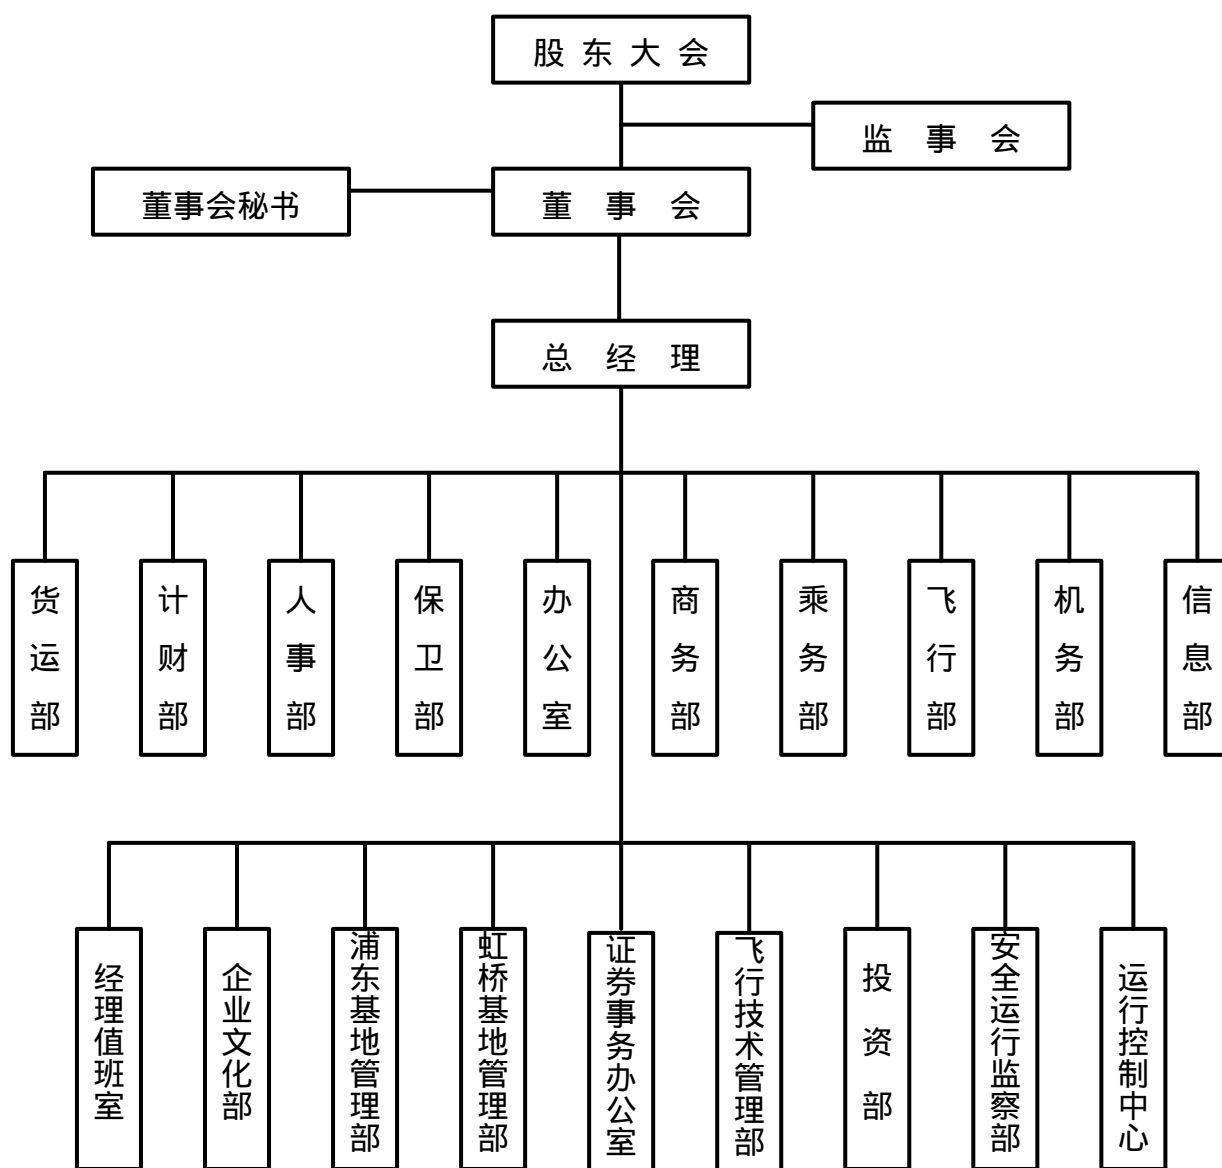 股东大会
监事会
董事会秘书
董事会
总经理
货运部
计财部
人事部
保卫部
办公室
商务部
乘务部
飞行部
机务部
信息部
经理值班室
企业文化部
浦东基地管理部
虹桥基地管理部
证券事务办公室
飞行技术管理部
投资部
安全运行监察部
运行控制中心